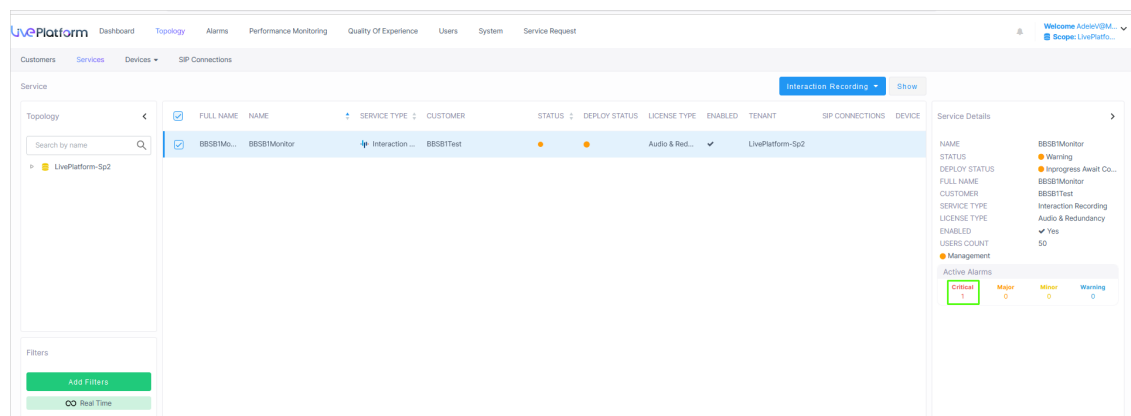 LivePlatform Dashboard Topology Alarms Performance Monitoring Quality Of Experience Users System Service Request
Welcome AdeleV@M...
Scope: LivePlatfo...
Customers Services Devices SIP Connections
Service
Interaction Recording Show
Topology
Search by name
LivePlatform-Sp2
FULL NAME NAME SERVICE TYPE CUSTOMER STATUS DEPLOY STATUS LICENSE TYPE ENABLED TENANT SIP CONNECTIONS DEVICE
BBSB1Mo... BBSB1Monitor Interaction ... BBSB1Test Audio & Red... LivePlatform-Sp2
Service Details
NAME BBSB1Monitor
STATUS Warning
DEPLOY STATUS Inprogress Await Co...
FULL NAME BBSB1Monitor
CUSTOMER BBSB1Test
SERVICE TYPE Interaction Recording
LICENSE TYPE Audio & Redundancy
ENABLED Yes
USERS COUNT 50
Management
Active Alarms
Critical Major Minor Warning
1 0 0 0
Filters
Add Filters
Real Time